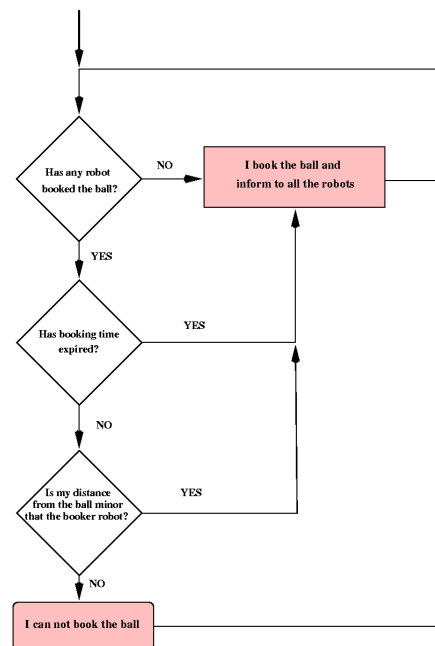 Has any robot
booked the ball?
NO
I book the ball and
inform to all the robots
YES
Has booking time
expired?
YES
NO
Is my distance
from the ball minor
that the booker robot?
YES
NO
I can not book the ball